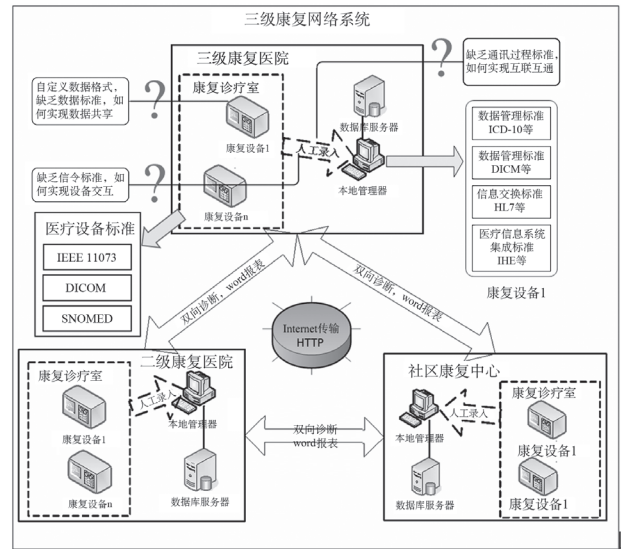 三级康复网络系统
三级康复医院
康复诊疗室
康复设备1
康复设备n
人工录入
数据库服务器
本地管理器
自定义数据格式，
缺乏数据标准，如
何实现数据共享
缺乏信令标准，如
何实现设备交互
缺乏通讯过程标准，
如何实现互联互通
医疗设备标准
IEEE 11073
DICOM
SNOMED
数据管理标准
ICD-10等
数据管理标准
DICM等
信息交换标准
HL7等
医疗信息系统
集成标准
IHE等
康复设备1
双向诊断，word报表
双向诊断，word报表
Internet传输
HTTP
二级康复医院
康复诊疗室
康复设备1
康复设备n
人工录入
本地管理器
数据库服务器
双向诊断
word报表
社区康复中心
本地管理器
人工录入
数据库服务器
康复诊疗室
康复设备1
康复设备1
?
?
?